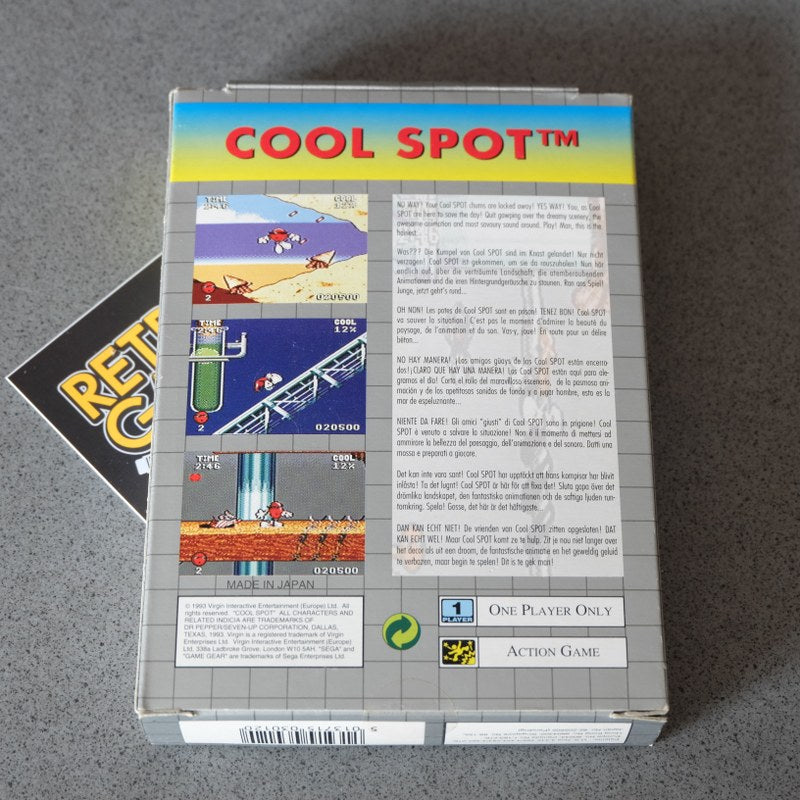 COOL SPOT™
TIME COOL
2:46 12%
2 020500
TIME COOL
2:46 12%
2 020500
TIME COOL
2:46 12%
2 020500
MADE IN JAPAN
© 1993 Virgin Interactive Entertainment (Europe) Ltd. All
rights reserved. "COOL SPOT" ALL CHARACTERS AND
RELATED INDICIA ARE TRADEMARKS OF
DR PEPPER/SEVEN-UP CORPORATION, DALLAS,
TEXAS, 1993. Virgin is a registered trademark of Virgin
Enterprises Ltd. Virgin Interactive Entertainment (Europe)
Ltd. 338a Ladbroke Grove, London W10 5AH. "SEGA" and
"GAME GEAR" are trademarks of Sega Enterprises Ltd.
NO WAY? Your Cool SPOT chums are locked away! YES WAY! You, as Cool
SPOT are here to save the day! Quit gawping over the dreamy scenery, the
awesome animation and most savoury sound around. Play! Man, this is the
hainest...
Was??? Die Kumpel von Cool SPOT sind im Knast gelandet! Nur nicht
verzagen! Cool SPOT ist gekommen, um sie da rauszuholen! Nun hör
endlich auf, über die verträumte Landschaft, die atemberaubenden
Animationen und die irren Hintergrundgeräusche zu staunen. Ran ans Spiel!
Junge, jetzt geht's rund...
OH NON! Les potes de Cool SPOT sont en prison! TENEZ BON! Cool SPOT
va sauver la situation! C'est pas le moment d'admirer la beauté du
paysage, de l'animation et du son. Vas-y, joue! En route pour un délire
béton...
NO HAY MANERA! ¡Los amigos guays de los Cool SPOT están encerra-
dos! ¡CLARO QUE HAY UNA MANERA! Los Cool SPOT están aquí para ale-
grarnos el día! Corta el rollo del maravilloso escenario, de la pasmosa ani-
mación y de los apetitosos sonidos de fondo y a jugar hombre, esto es la
mar de espeluznante...
NIENTE DA FARE! Gli amici "giusti" di Cool SPOT sono in prigione! Cool
SPOT è venuto a salvare la situazione! Non è il momento di mettersi ad
ammirare la bellezza del paesaggio, dell'animazione e del sonoro. Datti una
mossa e preparati a giocare.
Det kan inte vara sant! Cool SPOT har upptäckt att hans kompisar har blivit
inlåsta! Ta det lugnt! Cool SPOT är här för att fixa det! Sluta gapa över det
drömlika landskapet, den fantastiska animationen och de saftiga ljuden run-
tomkring. Spela! Gosse, det här är det häftigaste...
DAN KAN ECHT NIET! De vrienden van Cool SPOT zitten opgesloten! DAT
KAN ECHT WEL! Maar Cool SPOT komt ze te hulp. Zit je nou niet langer over
het decor als uit een droom, de fantastische animatie en het geweldig geluid
te verbazen, maar begin te spelen! Dit is te gek man!
1
PLAYER
ONE PLAYER ONLY
ACTION GAME
RETR
G
5 013715 030120